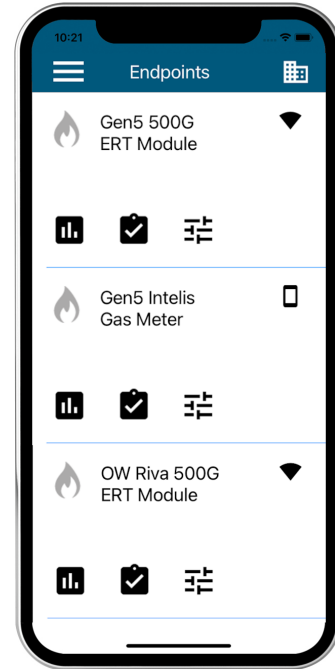 10:21
Endpoints
Gen5 500G
ERT Module
Gen5 Intelis
Gas Meter
OW Riva 500G
ERT Module